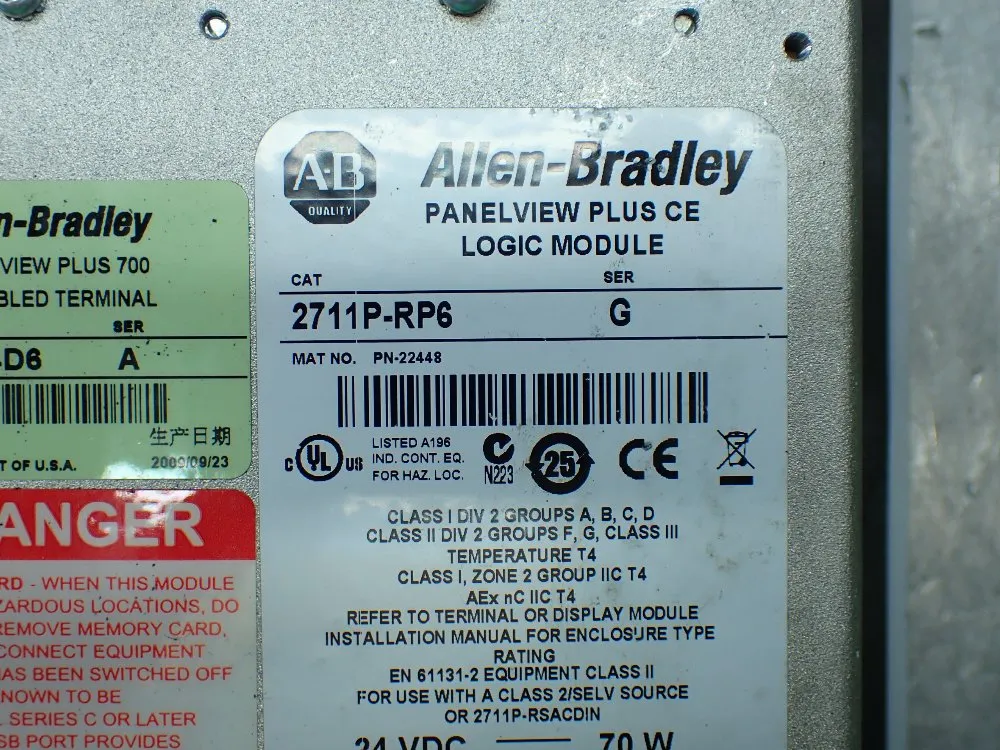 n-Bradley
VIEW PLUS 700
BLED TERMINAL
SER
-D6 A
生产日期
T OF U.S.A. 2009/09/23
ANGER
RD - WHEN THIS MODULE
ZARDOUS LOCATIONS, DO
REMOVE MEMORY CARD,
CONNECT EQUIPMENT
HAS BEEN SWITCHED OFF
NOWN TO BE
SERIES C OR LATER
SB PORT PROVIDES
A-B
QUALITY
Allen-Bradley
PANELVIEW PLUS CE
LOGIC MODULE
CAT SER
2711P-RP6 G
MAT NO. PN-22448
C UL US
LISTED A196
IND. CONT. EQ.
FOR HAZ. LOC.
N223
25
CE
CLASS I DIV 2 GROUPS A, B, C, D
CLASS II DIV 2 GROUPS F, G, CLASS III
TEMPERATURE T4
CLASS I, ZONE 2 GROUP IIC T4
AEx nC IIC T4
REFER TO TERMINAL OR DISPLAY MODULE
INSTALLATION MANUAL FOR ENCLOSURE TYPE
RATING
EN 61131-2 EQUIPMENT CLASS II
FOR USE WITH A CLASS 2/SELV SOURCE
OR 2711P-RSACDIN
24 VDC 70 W